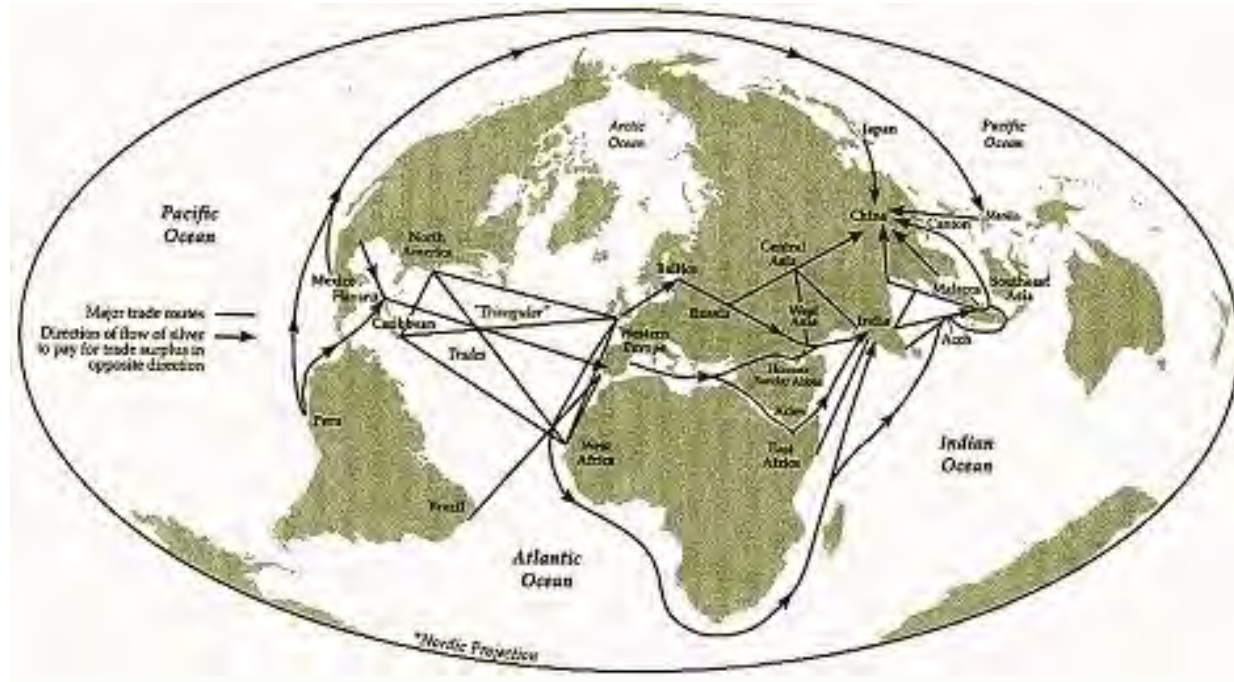 Arctic
Ocean
Japan
Pacific
Ocean
Pacific
Ocean
China
Canton
Manila
North
America
Central
Asia
Baltics
Mexico
Havana
Malacca
Southeast
Asia
Major trade routes
Direction of flow of silver
to pay for trade surplus in
opposite direction
"Triangular"
Caribbean
Russia
West
Asia
India
Western
Europe
Aceh
Trades
Aden
Peru
West
Africa
East
Africa
Indian
Ocean
Brazil
Atlantic
Ocean
*Nordic Projection